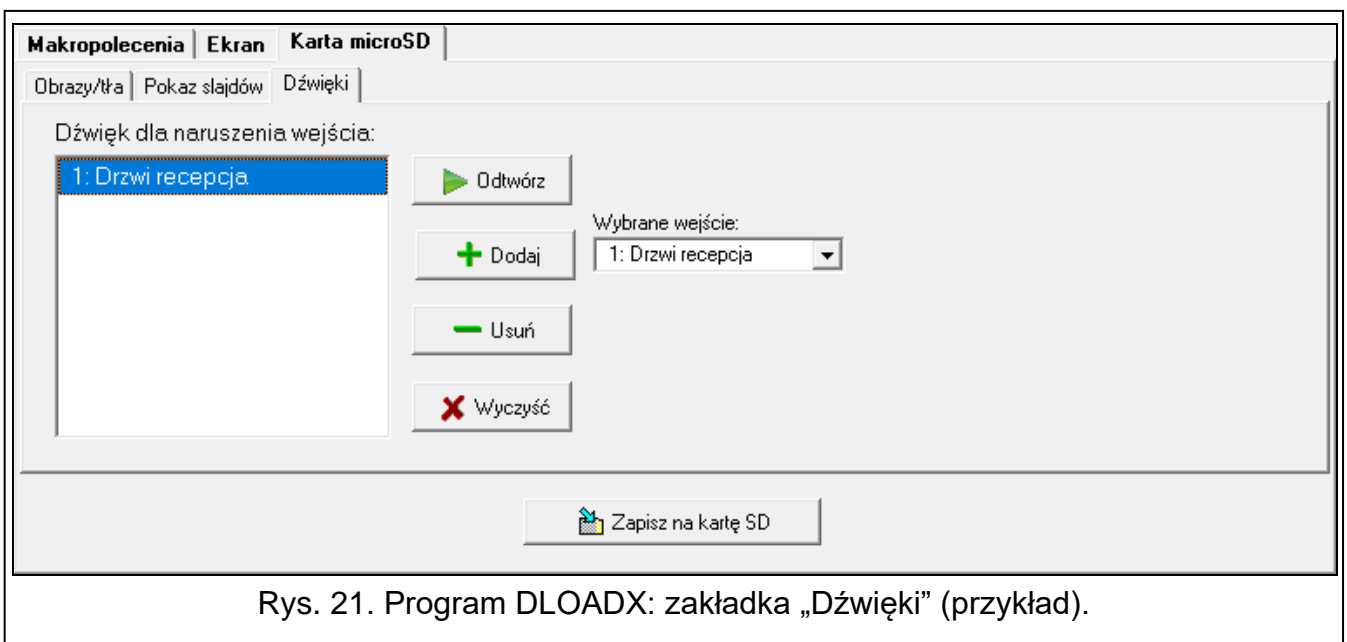 Makropolecenia Ekran Karta microSD
Obrazy/tła Pokaz slajdów Dźwięki
Dźwięk dla naruszenia wejścia:
1: Drzwi recepcja
Odtwórz
Wybrane wejście:
Dodaj
1: Drzwi recepcja
Usuń
Wyczyść
Zapisz na kartę SD
Rys. 21. Program DLOADX: zakładka „Dźwięki” (przykład).